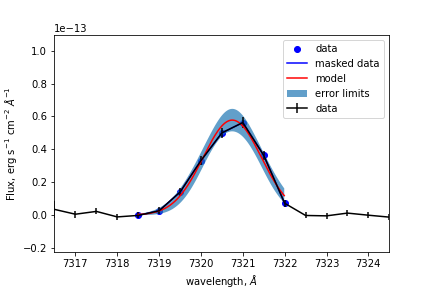 1e−13
Flux, erg s⁻¹ cm⁻² Å⁻¹
1.0
0.8
0.6
0.4
0.2
0.0
−0.2
data
masked data
model
error limits
data
7317 7318 7319 7320 7321 7322 7323 7324
wavelength, Å